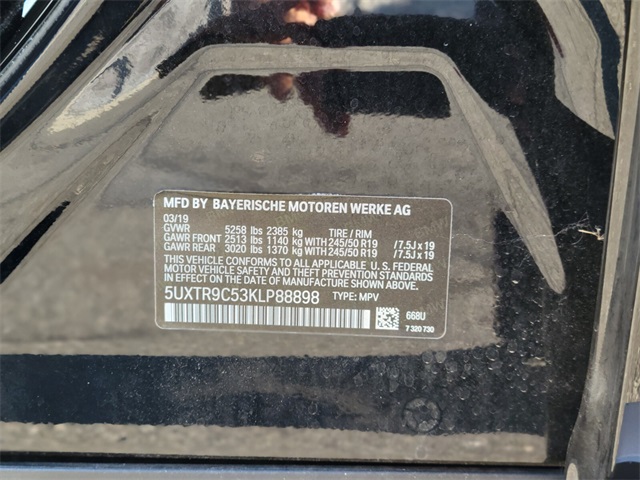 MFD BY BAYERISCHE MOTOREN WERKE AG
03/19
GVWR 5258 lbs 2385 kg TIRE / RIM
GAWR FRONT 2513 lbs 1140 kg WITH 245/50 R19 /7.5J x 19
GAWR REAR 3020 lbs 1370 kg WITH 245/50 R19 /7.5J x 19
THIS VEHICLE CONFORMS TO ALL APPLICABLE U.S. FEDERAL
MOTOR VEHICLE SAFETY, AND THEFT PREVENTION STANDARDS
IN EFFECT ON THE DATE OF MANUFACTURE SHOWN ABOVE.
5UXTR9C53KLP88898 TYPE: MPV
668U
7 320 730